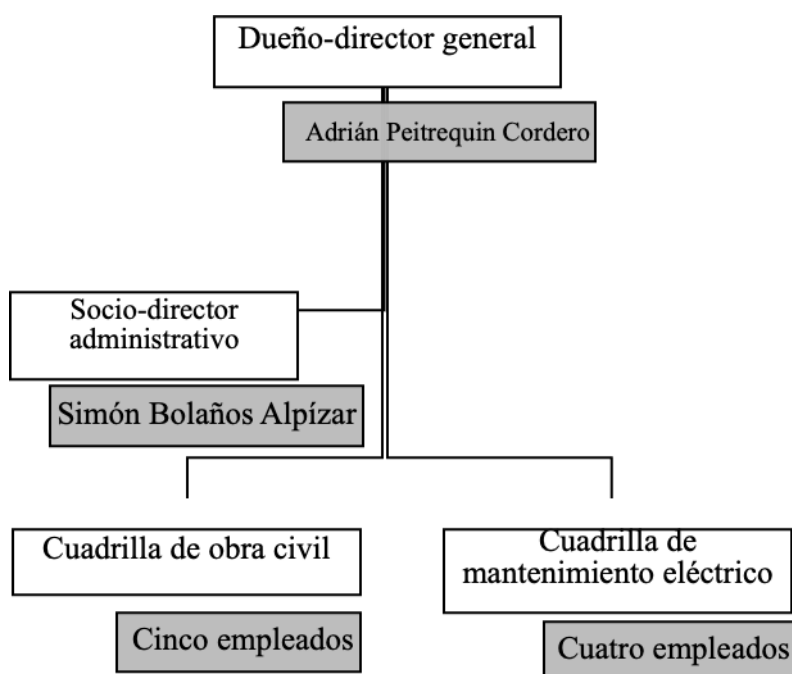 Dueño-director general
Adrián Peitrequin Cordero
Socio-director
administrativo
Simón Bolaños Alpízar
Cuadrilla de obra civil
Cinco empleados
Cuadrilla de
mantenimiento eléctrico
Cuatro empleados